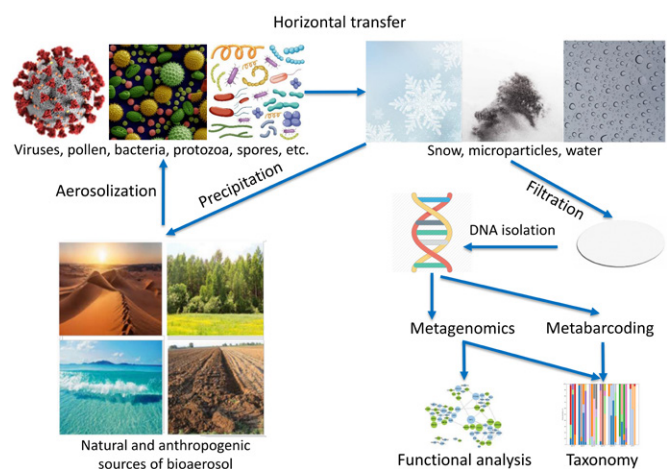 Horizontal transfer
Viruses, pollen, bacteria, protozoa, spores, etc.
Snow, microparticles, water
Aerosolization
Precipitation
Filtration
DNA isolation
Metagenomics
Metabarcoding
Natural and anthropogenic
sources of bioaerosol
Functional analysis
Taxonomy